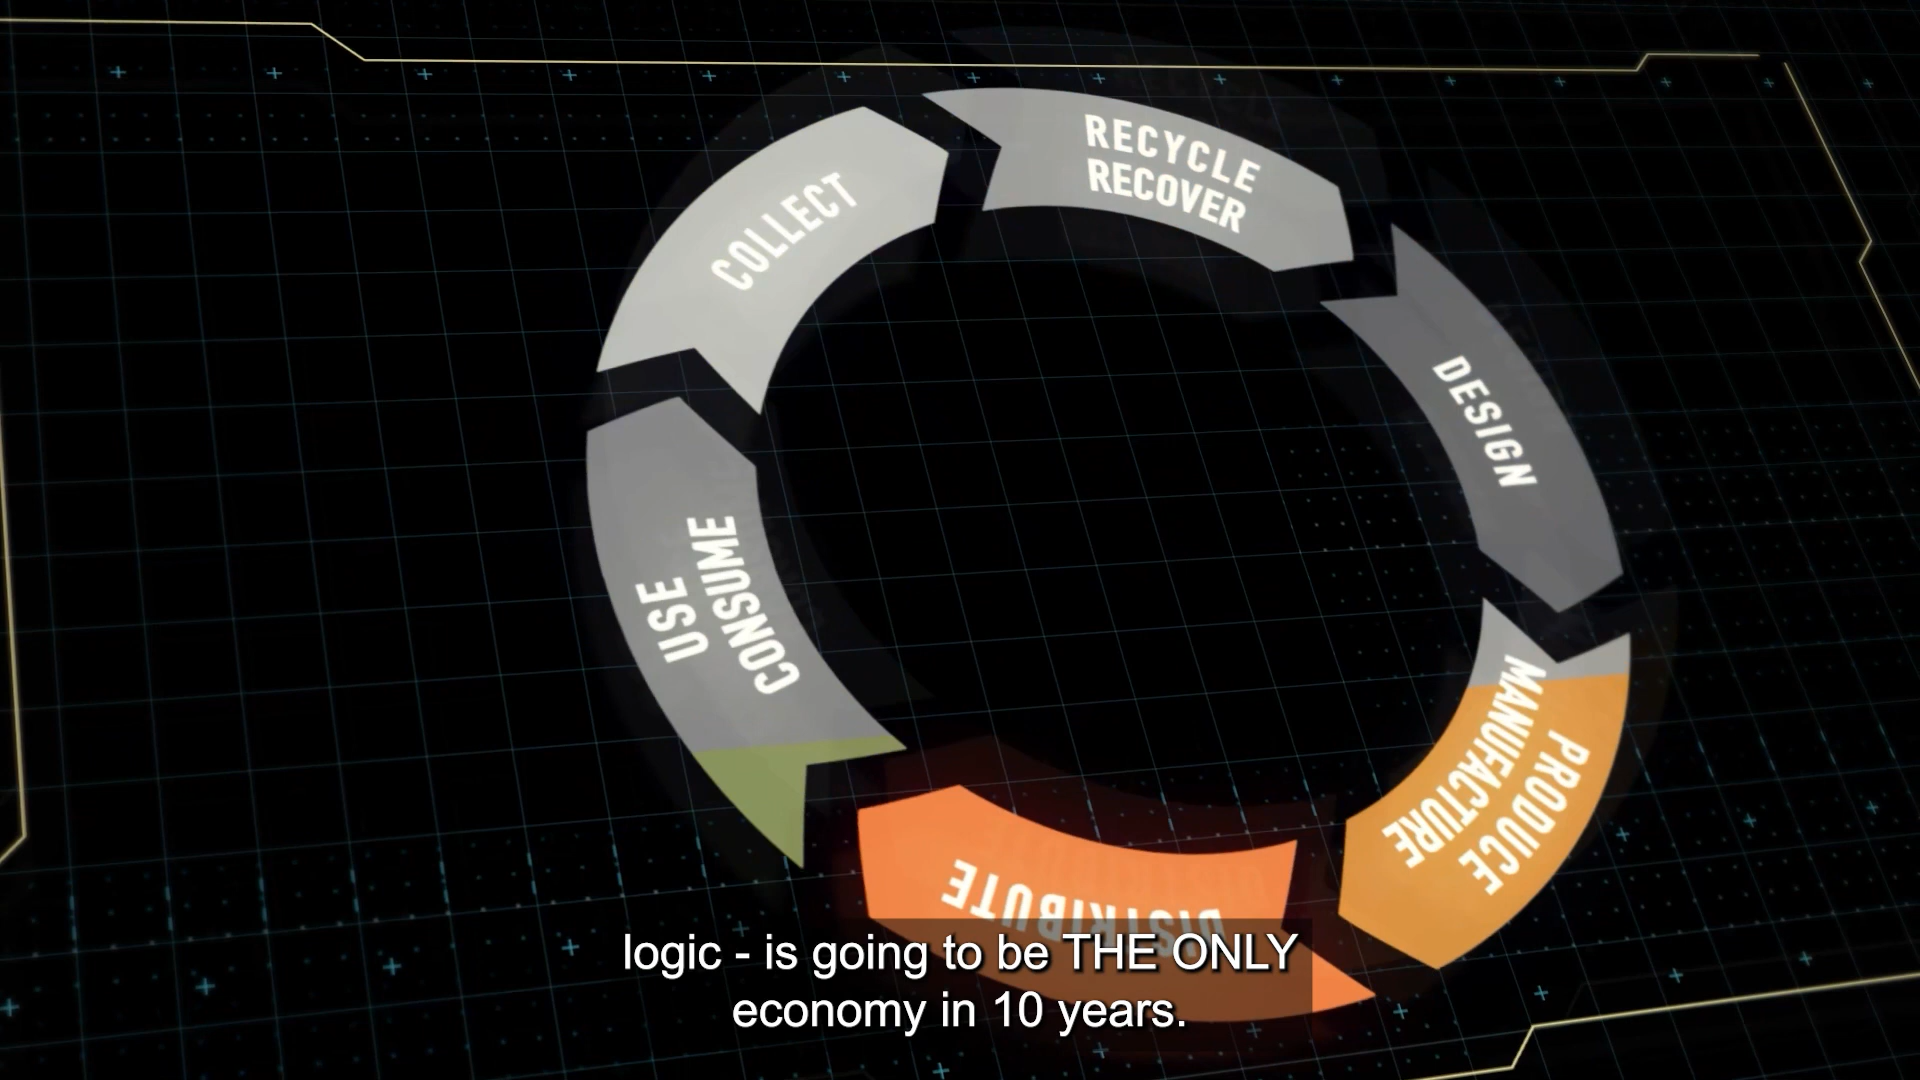 RECYCLE
RECOVER
COLLECT
DESIGN
USE
CONSUME
PRODUCE
MANUFACTURE
DISTRIBUTE
logic - is going to be THE ONLY
economy in 10 years.